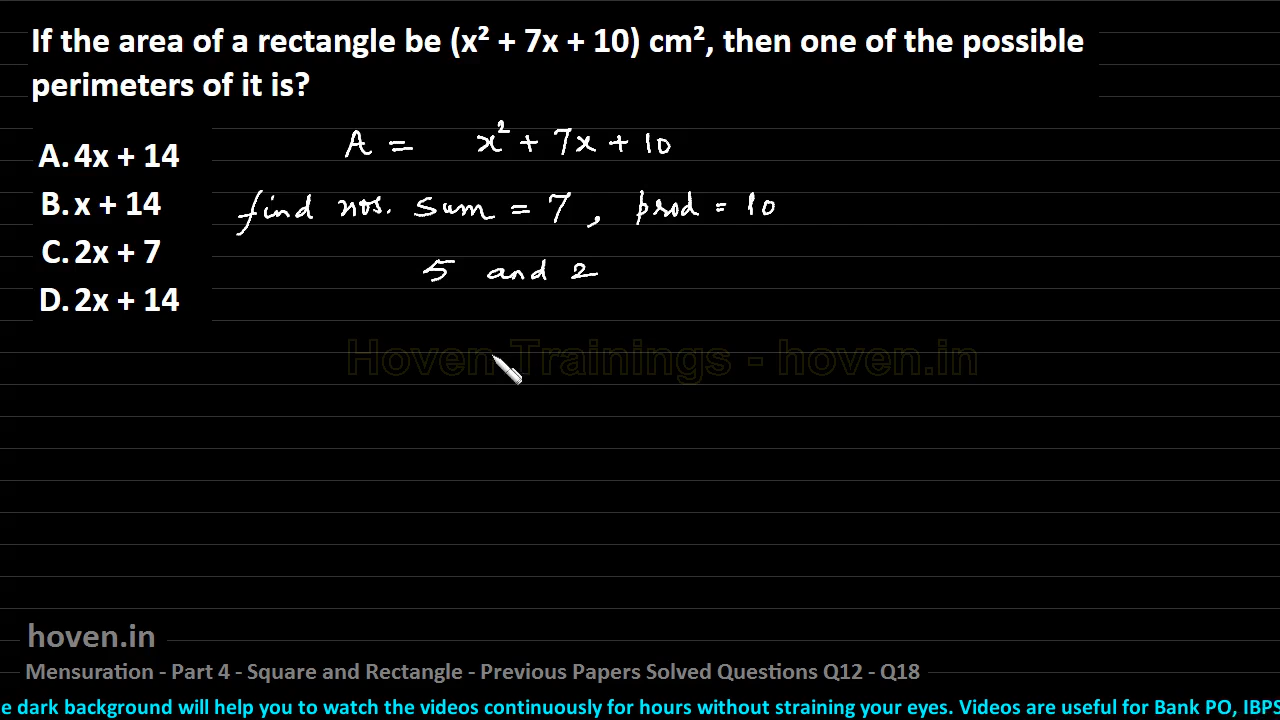 If the area of a rectangle be (x² + 7x + 10) cm², then one of the possible
perimeters of it is?
A. 4x + 14
B. x + 14
C. 2x + 7
D. 2x + 14
A = x² + 7x + 10
find nos. sum = 7, prod = 10
5 and 2
Hoven Trainings - hoven.in
hoven.in
Mensuration - Part 4 - Square and Rectangle - Previous Papers Solved Questions Q12 - Q18
e dark background will help you to watch the videos continuously for hours without straining your eyes. Videos are useful for Bank PO, IBPS